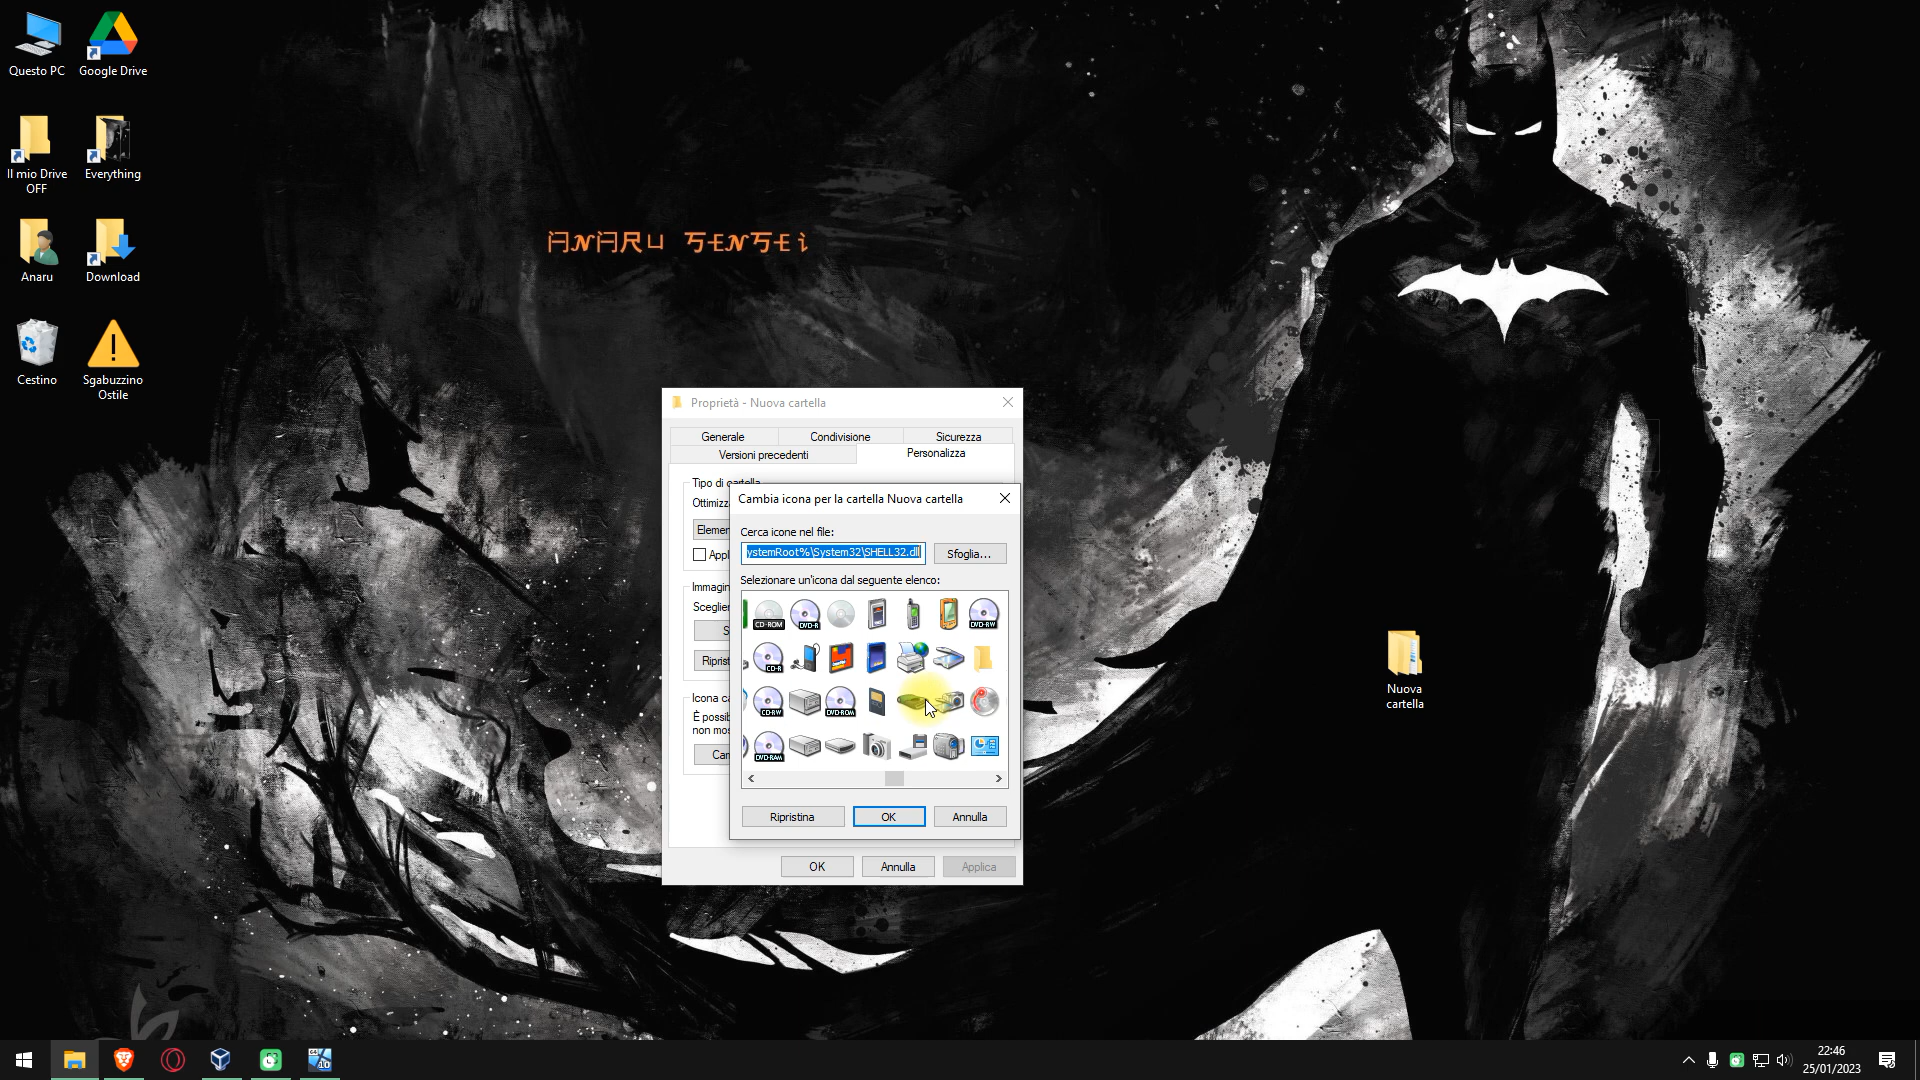 Questo PC
Google Drive
Il mio Drive
OFF
Everything
Anaru
Download
Cestino
Sgabuzzino
Ostile
Nuova
cartella
Proprietà - Nuova cartella
Generale
Condivisione
Sicurezza
Versioni precedenti
Personalizza
Tipo di cartella
Cambia icona per la cartella Nuova cartella
Cerca icone nel file:
ystemRoot%\System32\SHELL32.dll
Sfoglia...
Selezionare un'icona dal seguente elenco:
CD-ROM
DVD-R
DVD-RW
CD-R
CD-RW
DVD-ROM
DVD-RAM
Ripristina
OK
Annulla
OK
Annulla
Applica
22:46
25/01/2023